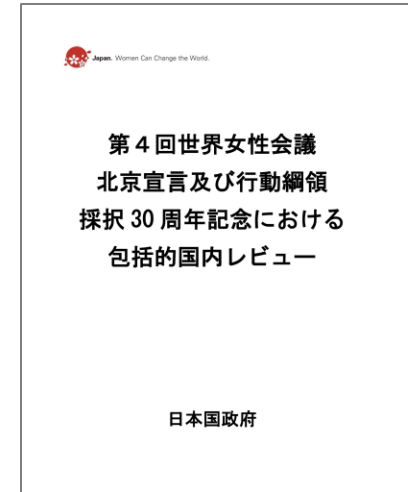 Japan. Women Can Change the World.
第４回世界女性会議
北京宣言及び行動綱領
採択 30 周年記念における
包括的国内レビュー
日本国政府